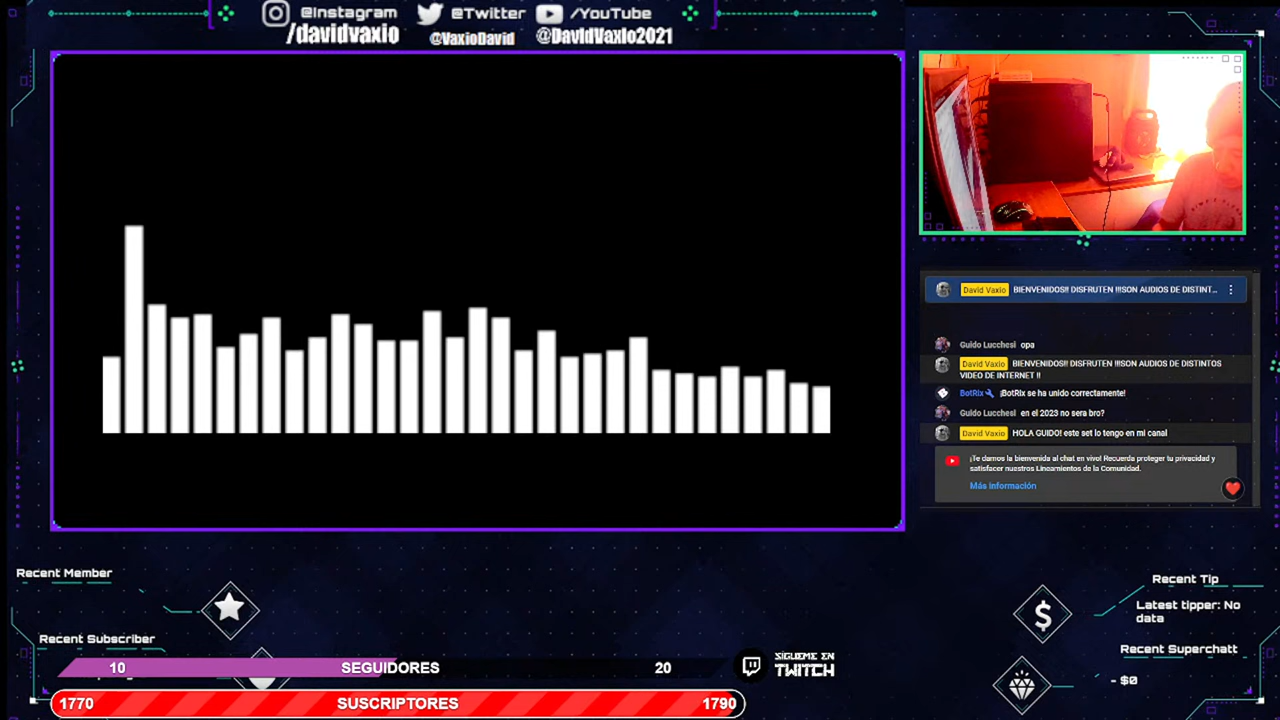 @Instagram
/davidvaxio
@Twitter
@VaxioDavid
/YouTube
@DavidVaxio2021
David Vaxio BIENVENIDOS!! DISFRUTEN !!!SON AUDIOS DE DISTINT...
Guido Lucchesi opa
David Vaxio BIENVENIDOS!! DISFRUTEN !!!SON AUDIOS DE DISTINTOS
VIDEO DE INTERNET !!
BotRix ¡BotRix se ha unido correctamente!
Guido Lucchesi en el 2023 no sera bro?
David Vaxio HOLA GUIDO! este set lo tengo en mi canal
¡Te damos la bienvenida al chat en vivo! Recuerda proteger tu privacidad y
satisfacer nuestros Lineamientos de la Comunidad.
Más información
Recent Member
Recent Subscriber
10 SEGUIDORES 20
SIGUEME EN
TWITCH
1770 SUSCRIPTORES 1790
Recent Tip
Latest tipper: No
data
Recent Superchatt
- $0